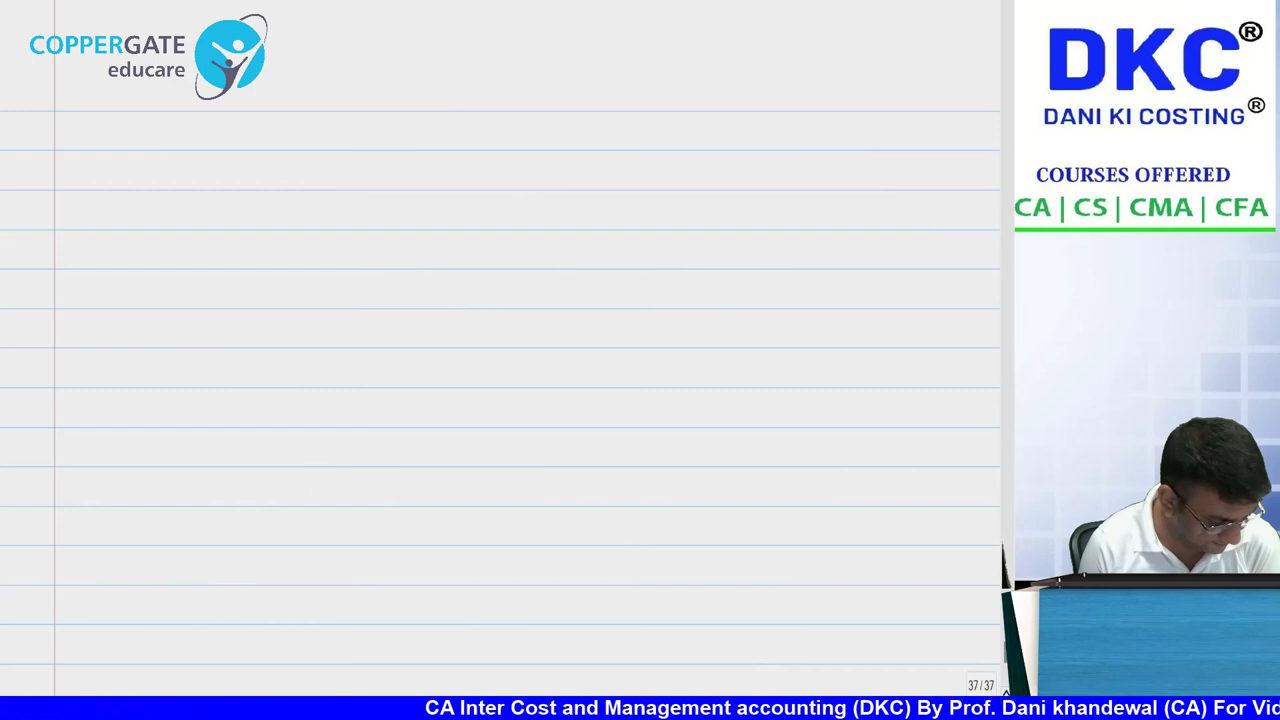 COPPERGATE
educare
DKC®
DANI KI COSTING®
COURSES OFFERED
CA | CS | CMA | CFA
37/37
CA Inter Cost and Management accounting (DKC) By Prof. Dani khandewal (CA) For Vid